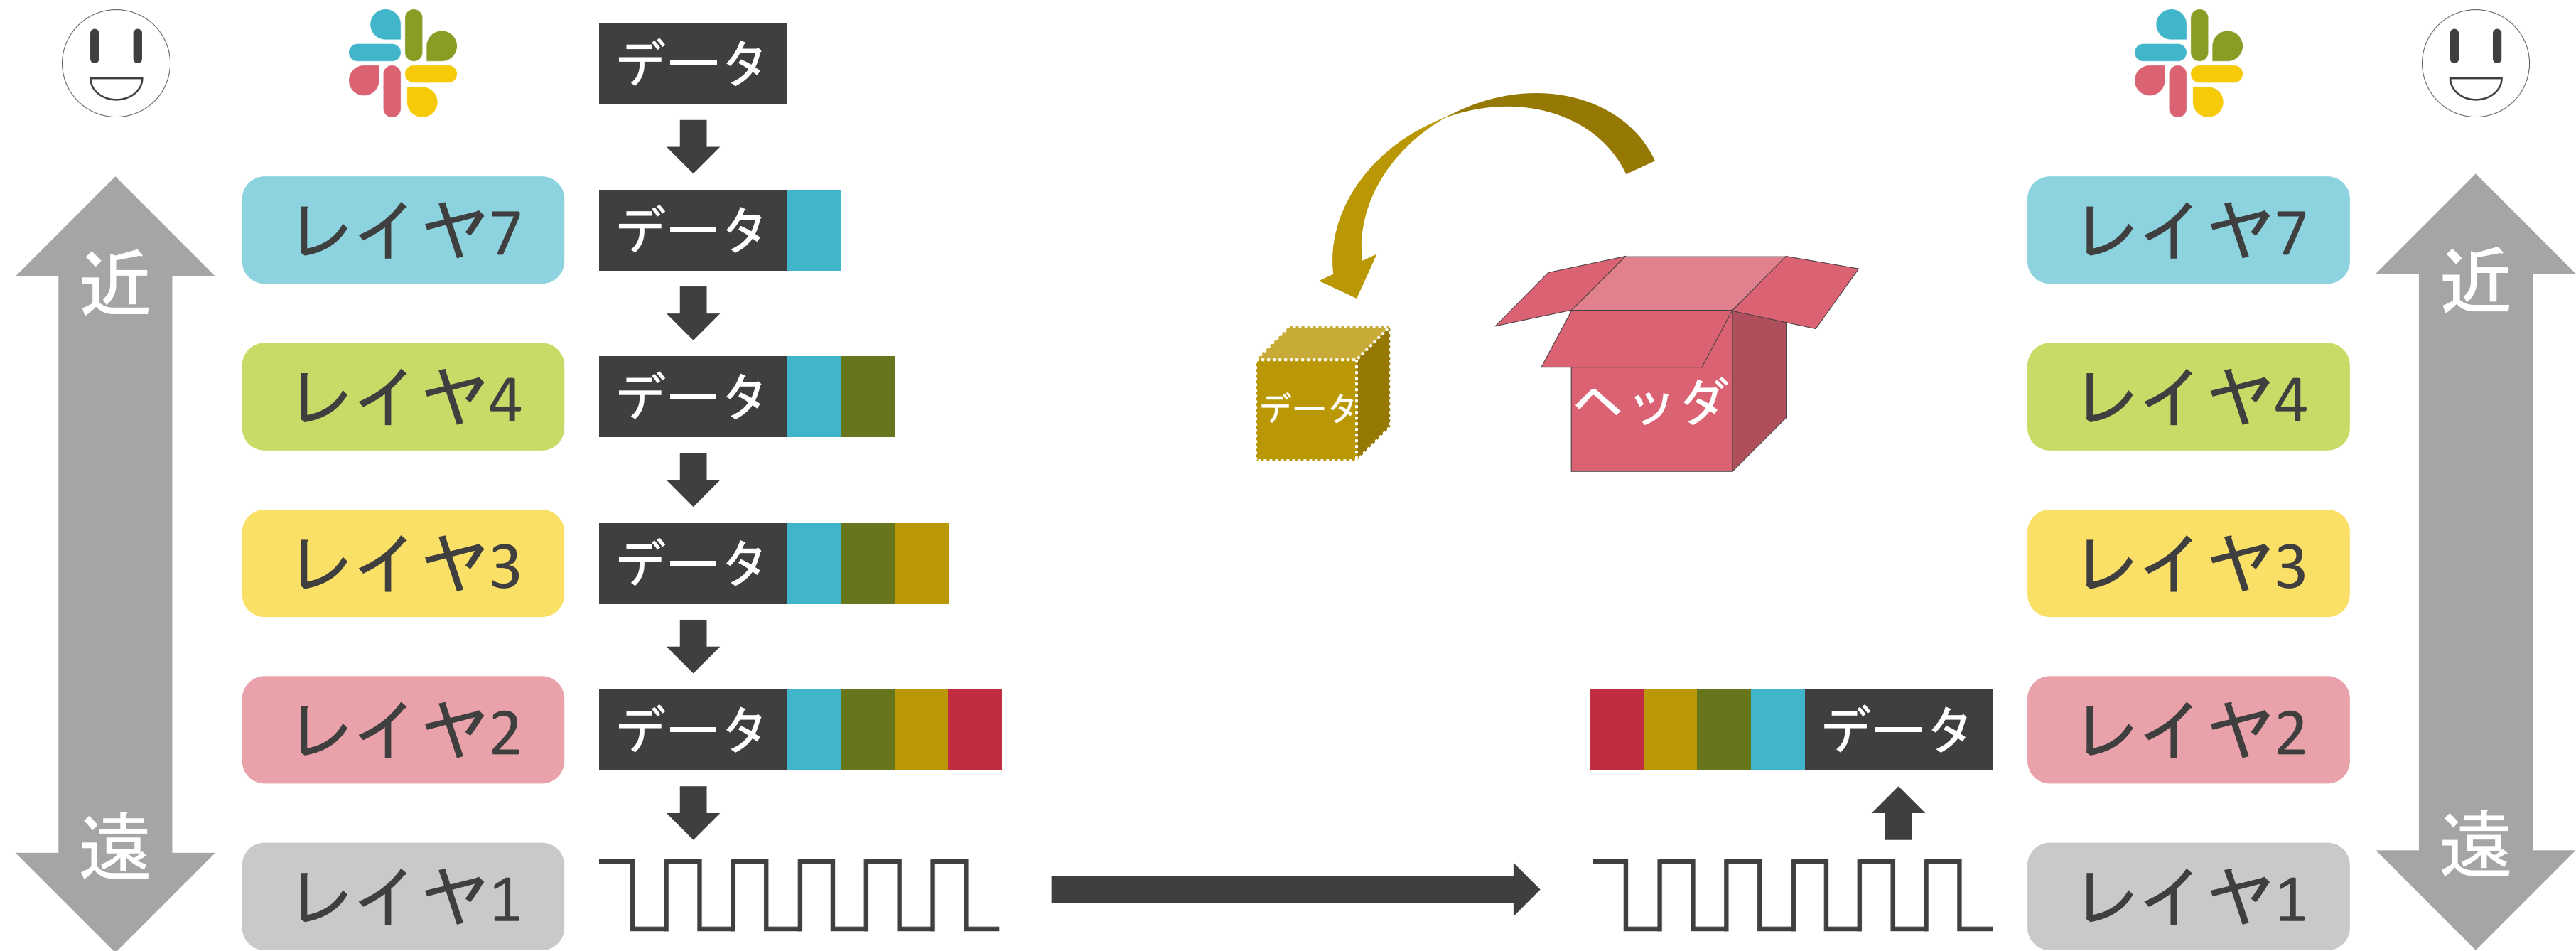 データ
近
レイヤ7
データ
レイヤ7
近
レイヤ4
データ
データ
ヘッダ
レイヤ4
レイヤ3
データ
レイヤ3
レイヤ2
データ
データ
レイヤ2
遠
レイヤ1
レイヤ1
遠